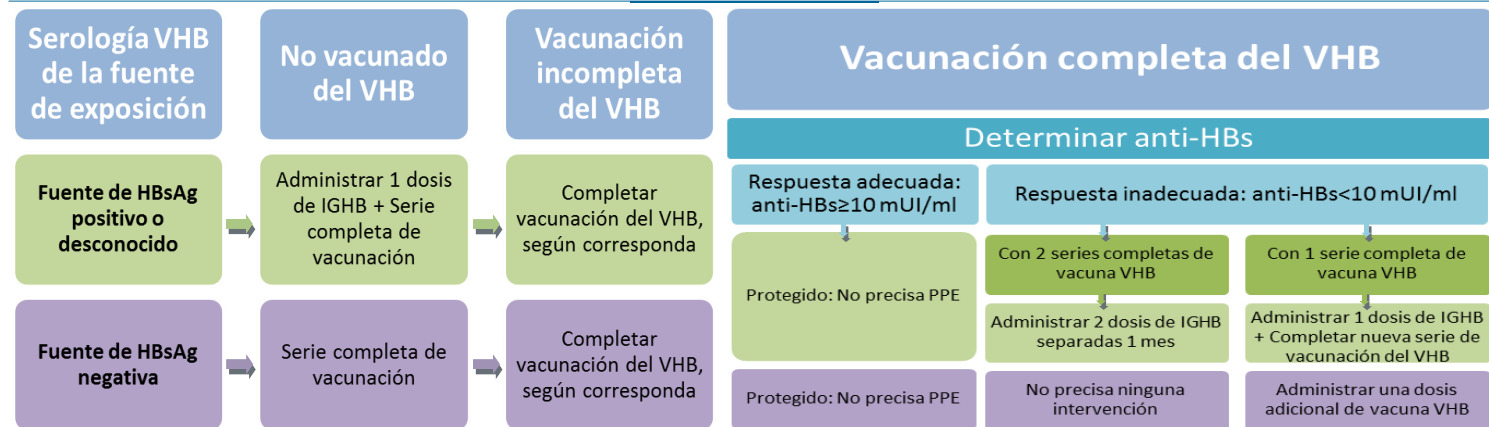 Serología VHB
de la fuente
de exposición
No vacunado
del VHB
Vacunación
incompleta
del VHB
Vacunación completa del VHB
Determinar anti-HBs
Fuente de HBsAg
positivo o
desconocido
Administrar 1 dosis
de IGHB + Serie
completa de
vacunación
Completar
vacunación del VHB,
según corresponda
Respuesta adecuada:
anti-HBs≥10 mUI/ml
Respuesta inadecuada: anti-HBs<10 mUI/ml
Protegido: No precisa PPE
Con 2 series completas de
vacuna VHB
Con 1 serie completa de
vacuna VHB
Administrar 2 dosis de IGHB
separadas 1 mes
Administrar 1 dosis de IGHB
+ Completar nueva serie de
vacunación del VHB
Fuente de HBsAg
negativa
Serie completa de
vacunación
Completar
vacunación del VHB,
según corresponda
Protegido: No precisa PPE
No precisa ninguna
intervención
Administrar una dosis
adicional de vacuna VHB